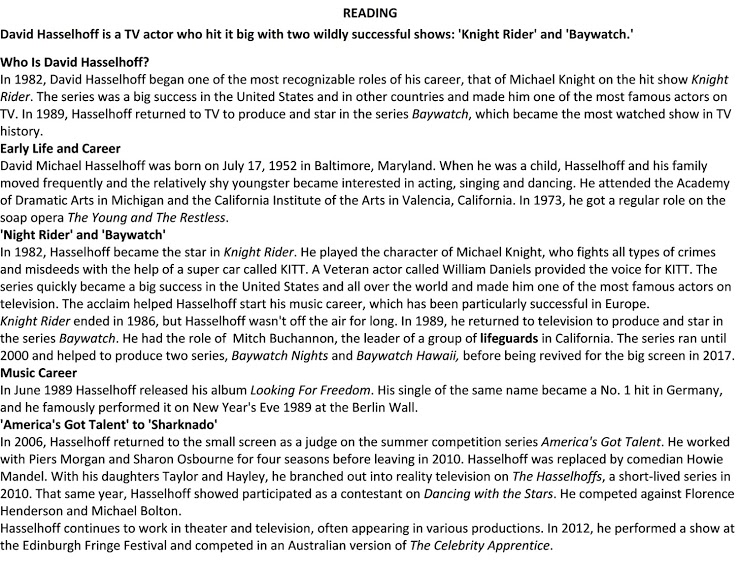 READING
David Hasselhoff is a TV actor who hit it big with two wildly successful shows: 'Knight Rider' and 'Baywatch.'
Who Is David Hasselhoff?
In 1982, David Hasselhoff began one of the most recognizable roles of his career, that of Michael Knight on the hit show Knight
Rider. The series was a big success in the United States and in other countries and made him one of the most famous actors on
TV. In 1989, Hasselhoff returned to TV to produce and star in the series Baywatch, which became the most watched show in TV
history.
Early Life and Career
David Michael Hasselhoff was born on July 17, 1952 in Baltimore, Maryland. When he was a child, Hasselhoff and his family
moved frequently and the relatively shy youngster became interested in acting, singing and dancing. He attended the Academy
of Dramatic Arts in Michigan and the California Institute of the Arts in Valencia, California. In 1973, he got a regular role on the
soap opera The Young and The Restless.
'Night Rider' and 'Baywatch'
In 1982, Hasselhoff became the star in Knight Rider. He played the character of Michael Knight, who fights all types of crimes
and misdeeds with the help of a super car called KITT. A Veteran actor called William Daniels provided the voice for KITT. The
series quickly became a big success in the United States and all over the world and made him one of the most famous actors on
television. The acclaim helped Hasselhoff start his music career, which has been particularly successful in Europe.
Knight Rider ended in 1986, but Hasselhoff wasn't off the air for long. In 1989, he returned to television to produce and star in
the series Baywatch. He had the role of Mitch Buchannon, the leader of a group of lifeguards in California. The series ran until
2000 and helped to produce two series, Baywatch Nights and Baywatch Hawaii, before being revived for the big screen in 2017.
Music Career
In June 1989 Hasselhoff released his album Looking For Freedom. His single of the same name became a No. 1 hit in Germany,
and he famously performed it on New Year's Eve 1989 at the Berlin Wall.
'America's Got Talent' to 'Sharknado'
In 2006, Hasselhoff returned to the small screen as a judge on the summer competition series America's Got Talent. He worked
with Piers Morgan and Sharon Osbourne for four seasons before leaving in 2010. Hasselhoff was replaced by comedian Howie
Mandel. With his daughters Taylor and Hayley, he branched out into reality television on The Hasselhoffs, a short-lived series in
2010. That same year, Hasselhoff showed participated as a contestant on Dancing with the Stars. He competed against Florence
Henderson and Michael Bolton.
Hasselhoff continues to work in theater and television, often appearing in various productions. In 2012, he performed a show at
the Edinburgh Fringe Festival and competed in an Australian version of The Celebrity Apprentice.